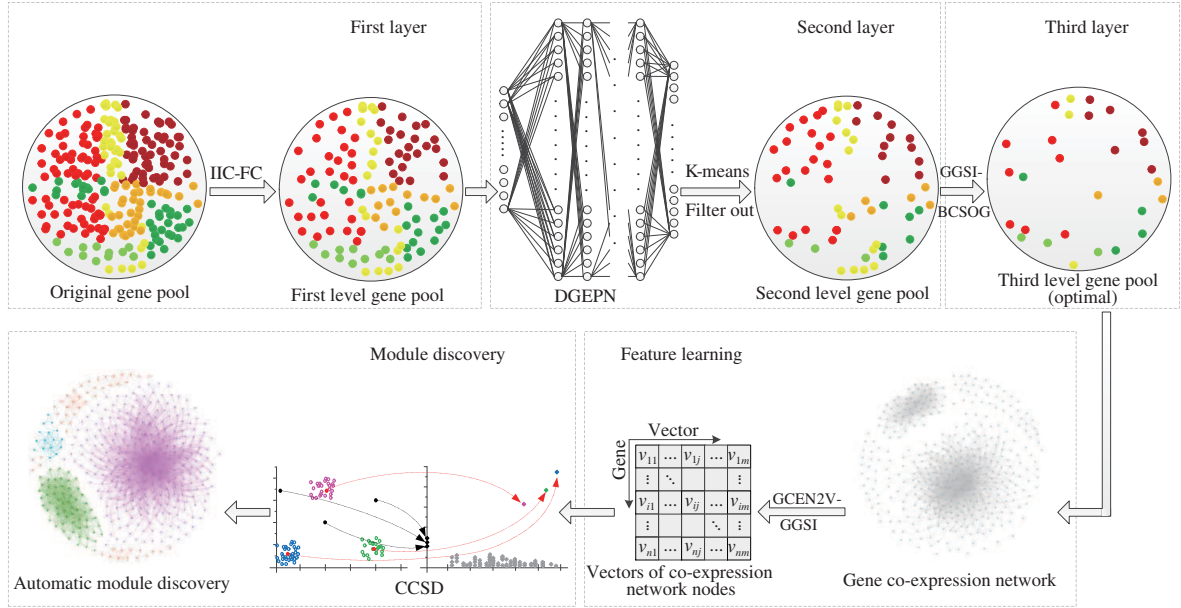 First layer
Second layer
Third layer
IIC-FC
K-means
Filter out
GGSI-
BCSOG
Original gene pool
First level gene pool
DGEPN
Second level gene pool
Third level gene pool
(optimal)
Module discovery
Feature learning
Vector
Gene
v11 ... v1j ... v1m
⋮ ⋱ ⋮
vi1 ... vij ... vim
⋮ ⋱ ⋮
vn1 ... vnj ... vnm
GCEN2V-
GGSI
Automatic module discovery
CCSD
Vectors of co-expression
network nodes
Gene co-expression network